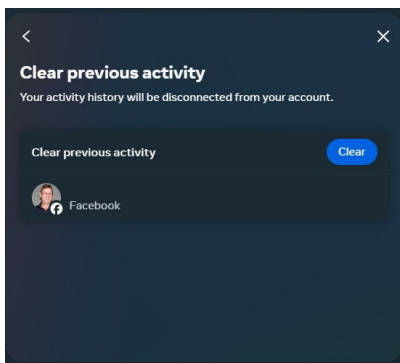 Clear previous activity
Your activity history will be disconnected from your account.
Clear previous activity
Clear
Facebook